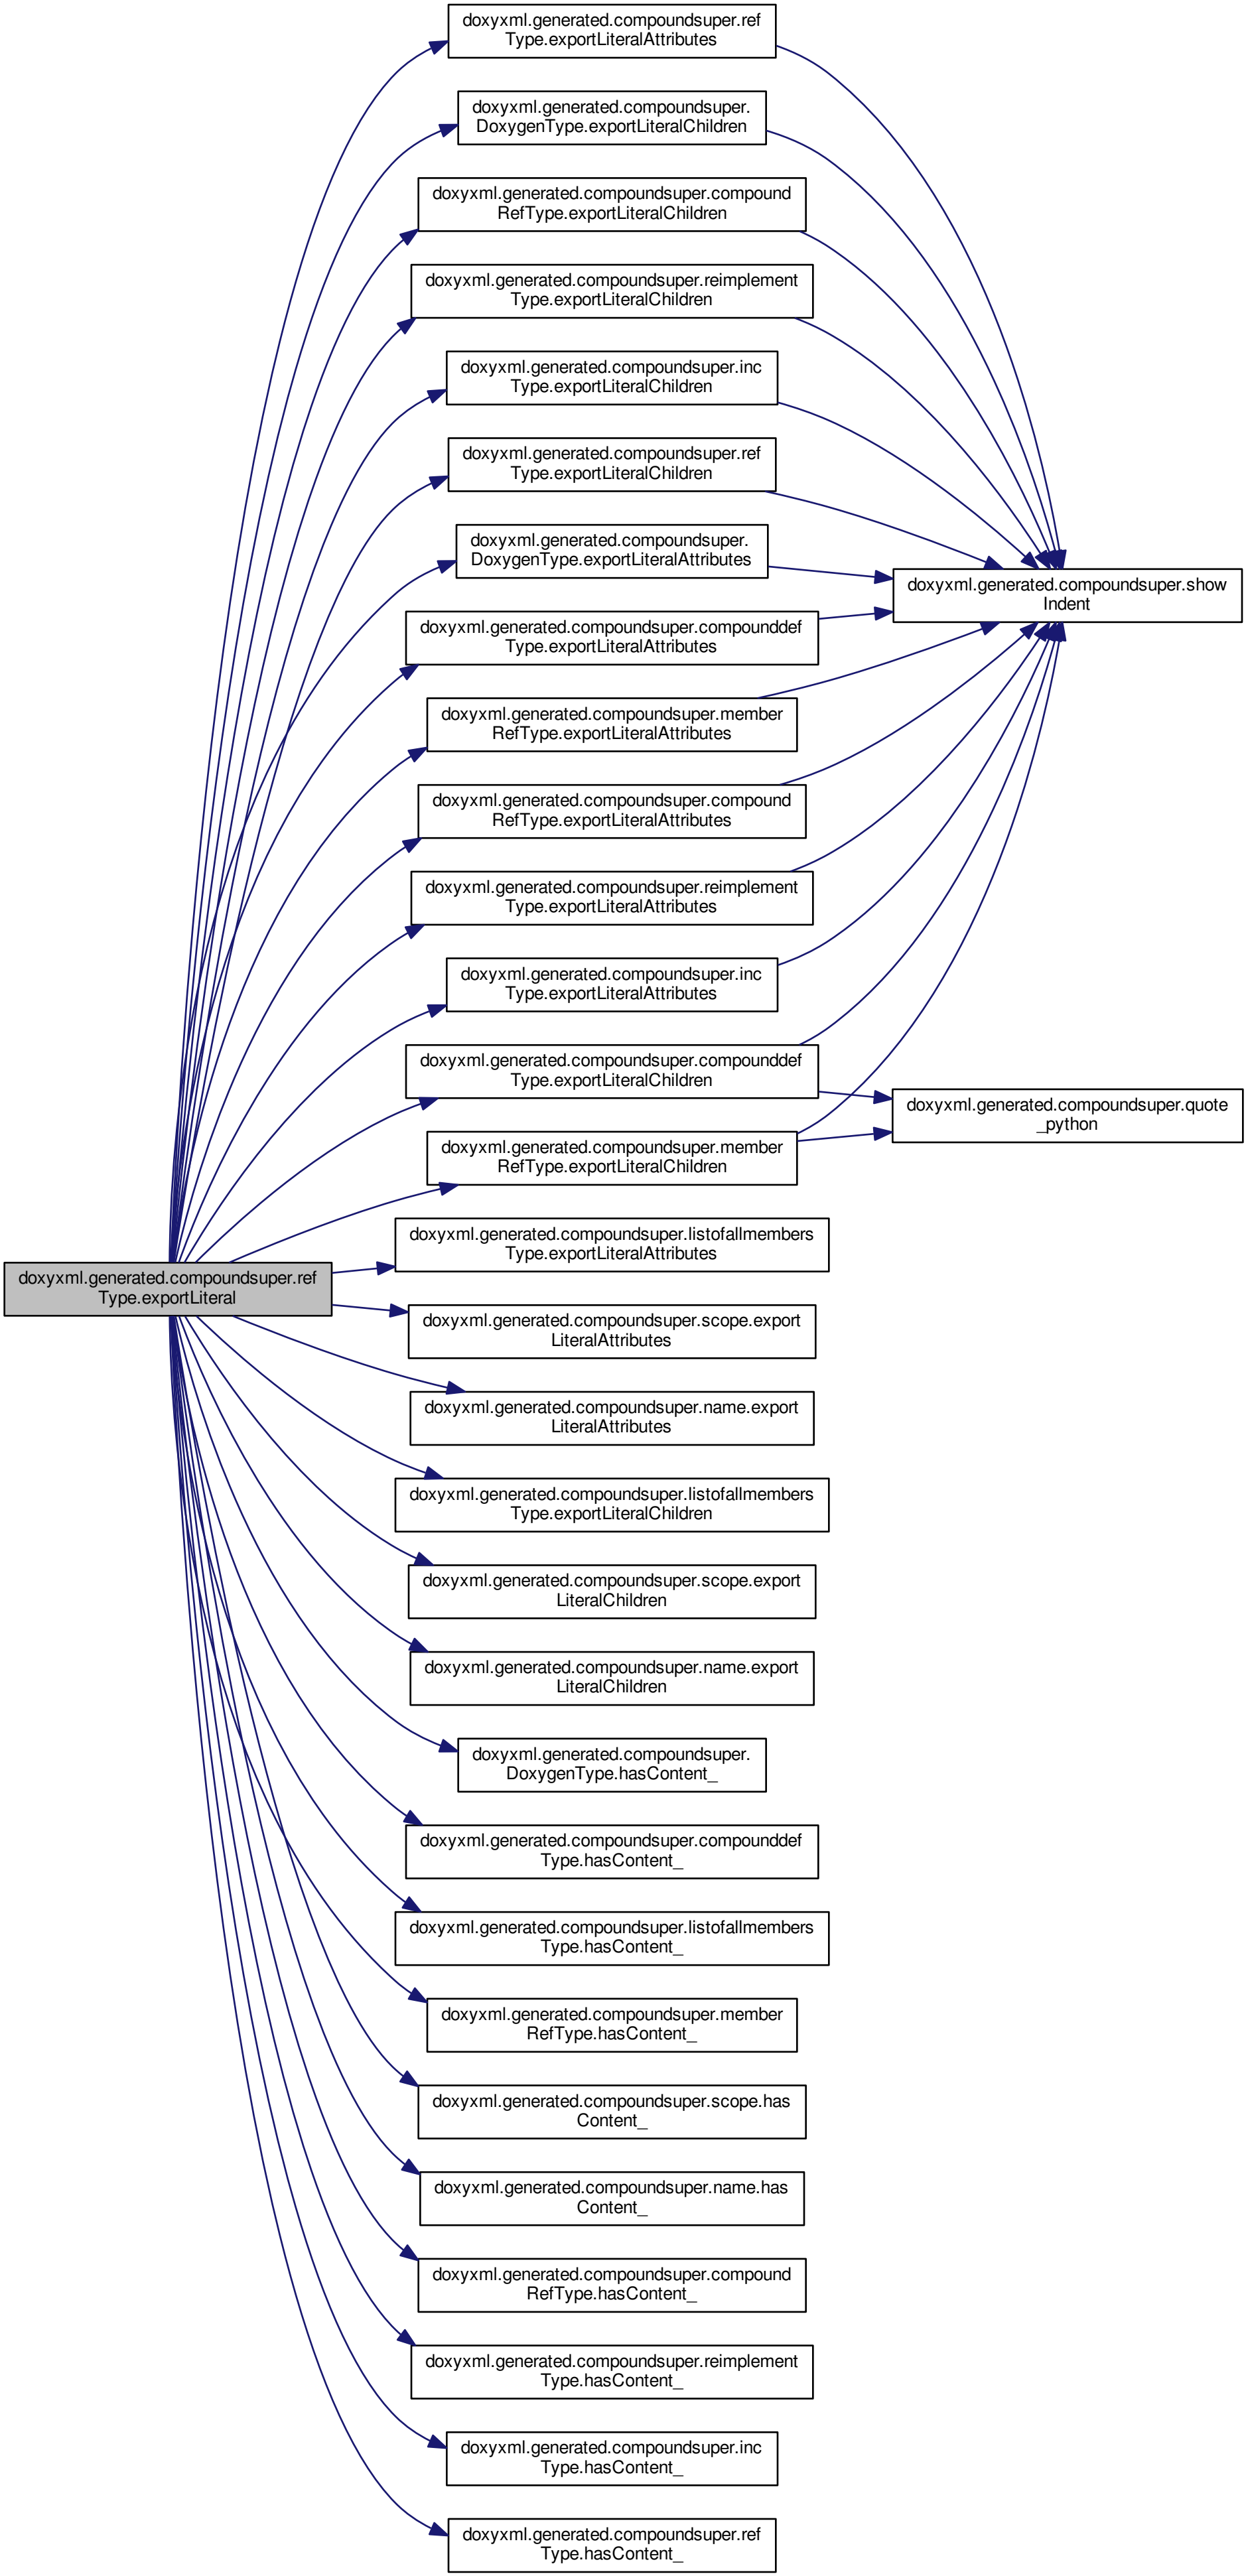 doxyxml.generated.compoundsuper.ref
Type.exportLiteralAttributes
doxyxml.generated.compoundsuper.
DoxygenType.exportLiteralChildren
doxyxml.generated.compoundsuper.compound
RefType.exportLiteralChildren
doxyxml.generated.compoundsuper.reimplement
Type.exportLiteralChildren
doxyxml.generated.compoundsuper.inc
Type.exportLiteralChildren
doxyxml.generated.compoundsuper.ref
Type.exportLiteralChildren
doxyxml.generated.compoundsuper.
DoxygenType.exportLiteralAttributes
doxyxml.generated.compoundsuper.show
Indent
doxyxml.generated.compoundsuper.compounddef
Type.exportLiteralAttributes
doxyxml.generated.compoundsuper.member
RefType.exportLiteralAttributes
doxyxml.generated.compoundsuper.compound
RefType.exportLiteralAttributes
doxyxml.generated.compoundsuper.reimplement
Type.exportLiteralAttributes
doxyxml.generated.compoundsuper.inc
Type.exportLiteralAttributes
doxyxml.generated.compoundsuper.compounddef
Type.exportLiteralChildren
doxyxml.generated.compoundsuper.quote
_python
doxyxml.generated.compoundsuper.member
RefType.exportLiteralChildren
doxyxml.generated.compoundsuper.listofallmembers
Type.exportLiteralAttributes
doxyxml.generated.compoundsuper.ref
Type.exportLiteral
doxyxml.generated.compoundsuper.scope.export
LiteralAttributes
doxyxml.generated.compoundsuper.name.export
LiteralAttributes
doxyxml.generated.compoundsuper.listofallmembers
Type.exportLiteralChildren
doxyxml.generated.compoundsuper.scope.export
LiteralChildren
doxyxml.generated.compoundsuper.name.export
LiteralChildren
doxyxml.generated.compoundsuper.
DoxygenType.hasContent_
doxyxml.generated.compoundsuper.compounddef
Type.hasContent_
doxyxml.generated.compoundsuper.listofallmembers
Type.hasContent_
doxyxml.generated.compoundsuper.member
RefType.hasContent_
doxyxml.generated.compoundsuper.scope.has
Content_
doxyxml.generated.compoundsuper.name.has
Content_
doxyxml.generated.compoundsuper.compound
RefType.hasContent_
doxyxml.generated.compoundsuper.reimplement
Type.hasContent_
doxyxml.generated.compoundsuper.inc
Type.hasContent_
doxyxml.generated.compoundsuper.ref
Type.hasContent_